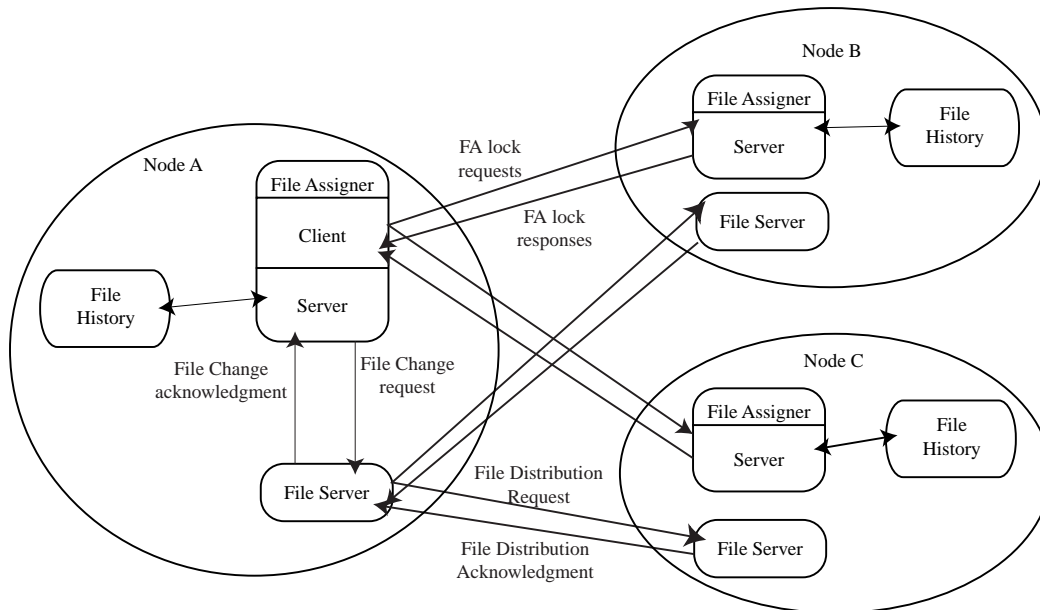 Node A
File Assigner
Client
Server
File
History
File Change
acknowledgment
File Change
request
File Server
FA lock
requests
FA lock
responses
File Distribution
Request
File Distribution
Acknowledgment
Node B
File Assigner
Server
File
History
File Server
Node C
File Assigner
Server
File
History
File Server